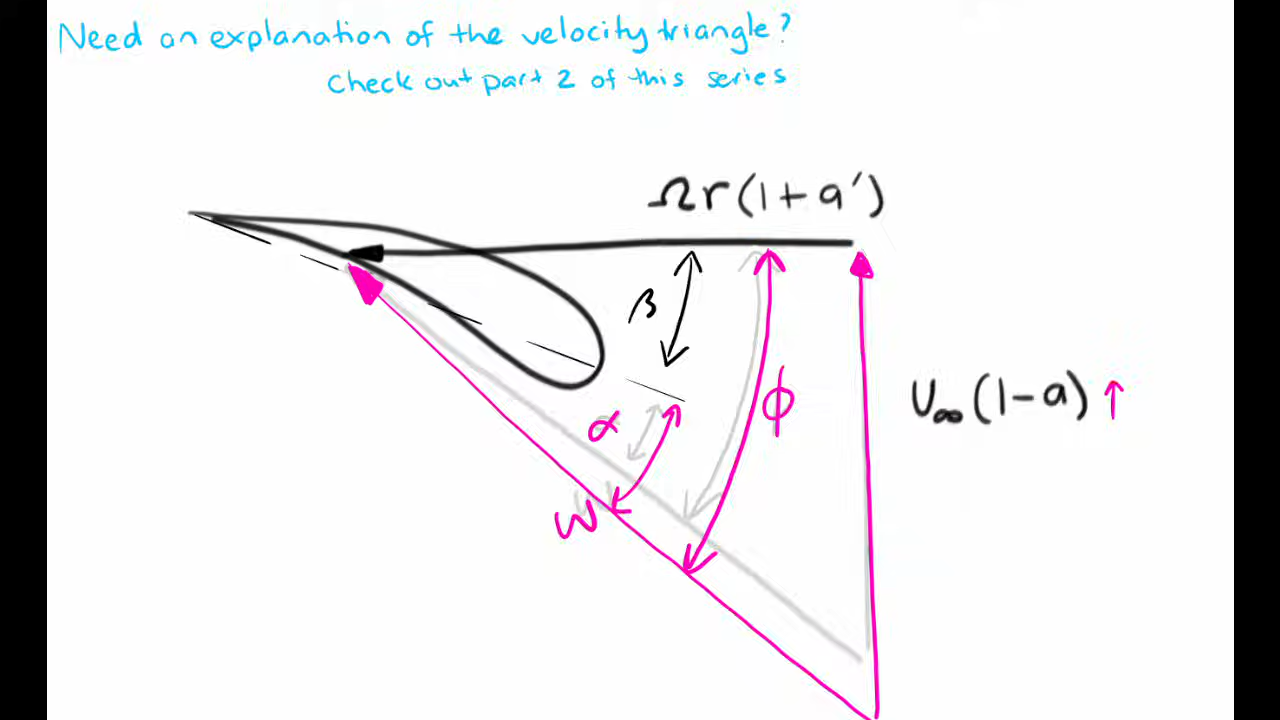 Need an explanation of the velocity triangle?
Check out part 2 of this series
Ωr(1+a′)
β
ϕ
U∞(1-a)↑
α
W